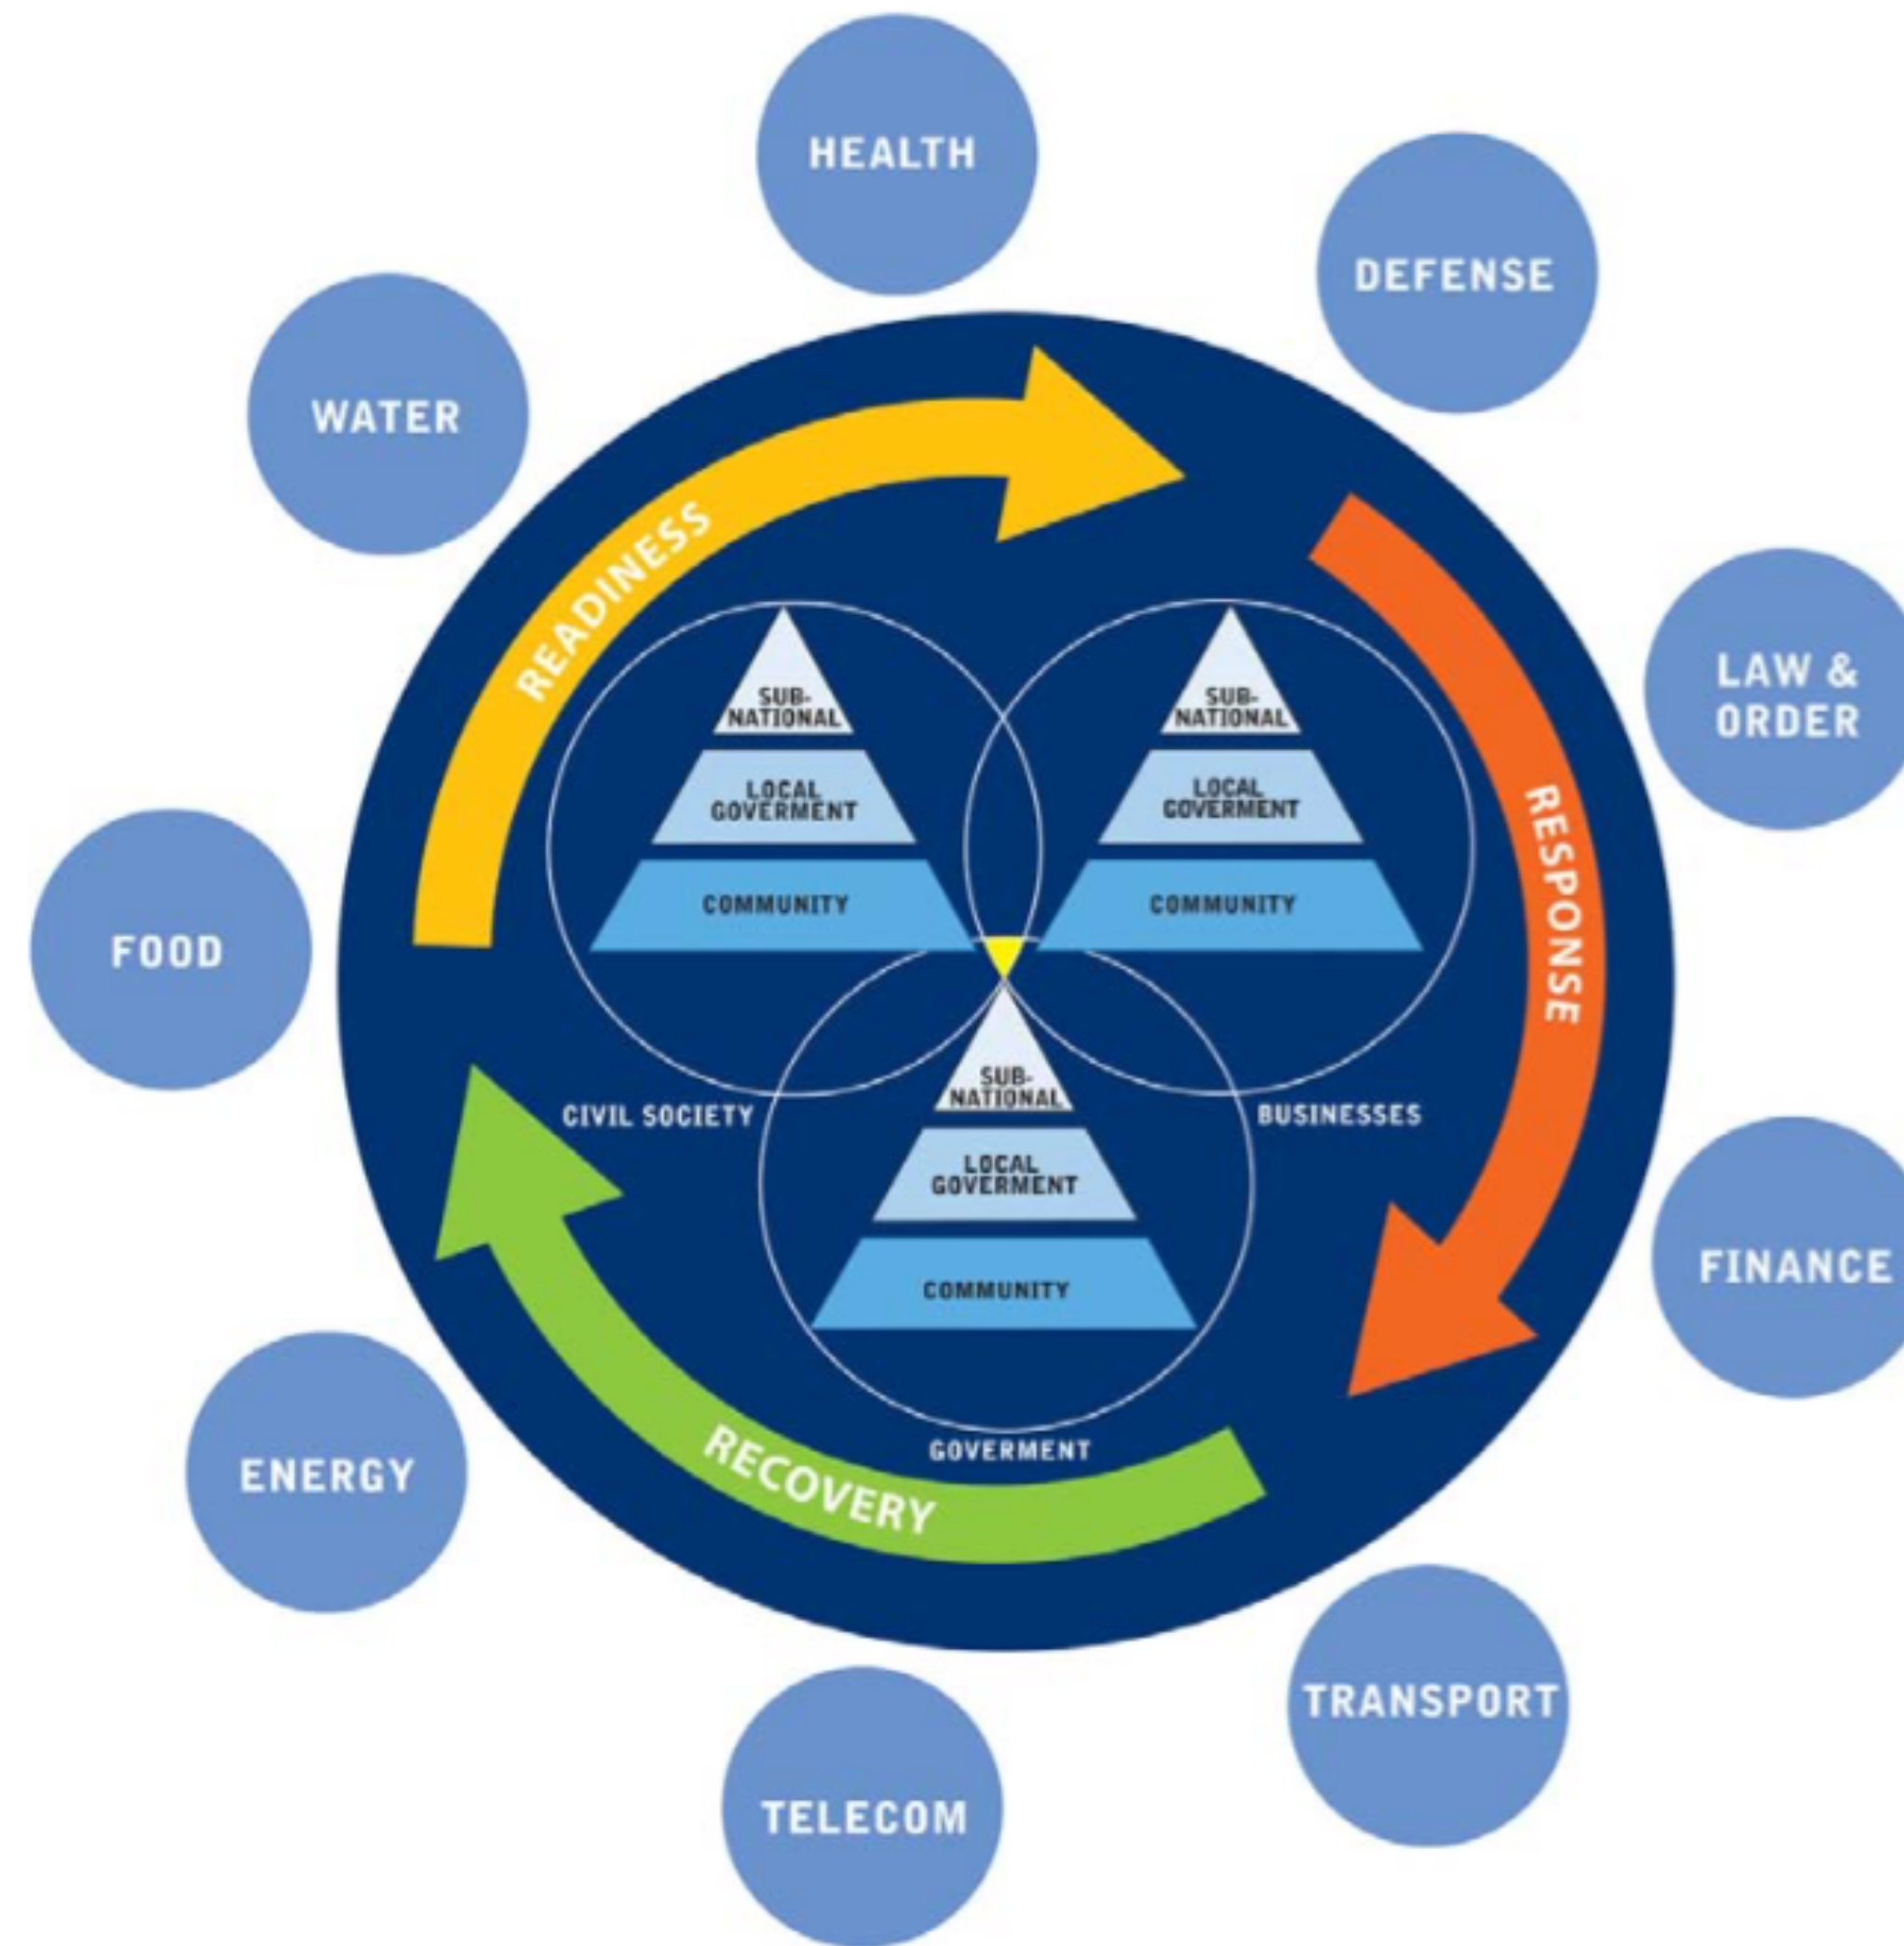 HEALTH
DEFENSE
WATER
LAW &
ORDER
FOOD
FINANCE
ENERGY
TRANSPORT
TELECOM
READINESS
RESPONSE
RECOVERY
SUB-
NATIONAL
LOCAL
GOVERMENT
COMMUNITY
CIVIL SOCIETY
SUB-
NATIONAL
LOCAL
GOVERMENT
COMMUNITY
BUSINESSES
SUB-
NATIONAL
LOCAL
GOVERMENT
COMMUNITY
GOVERMENT